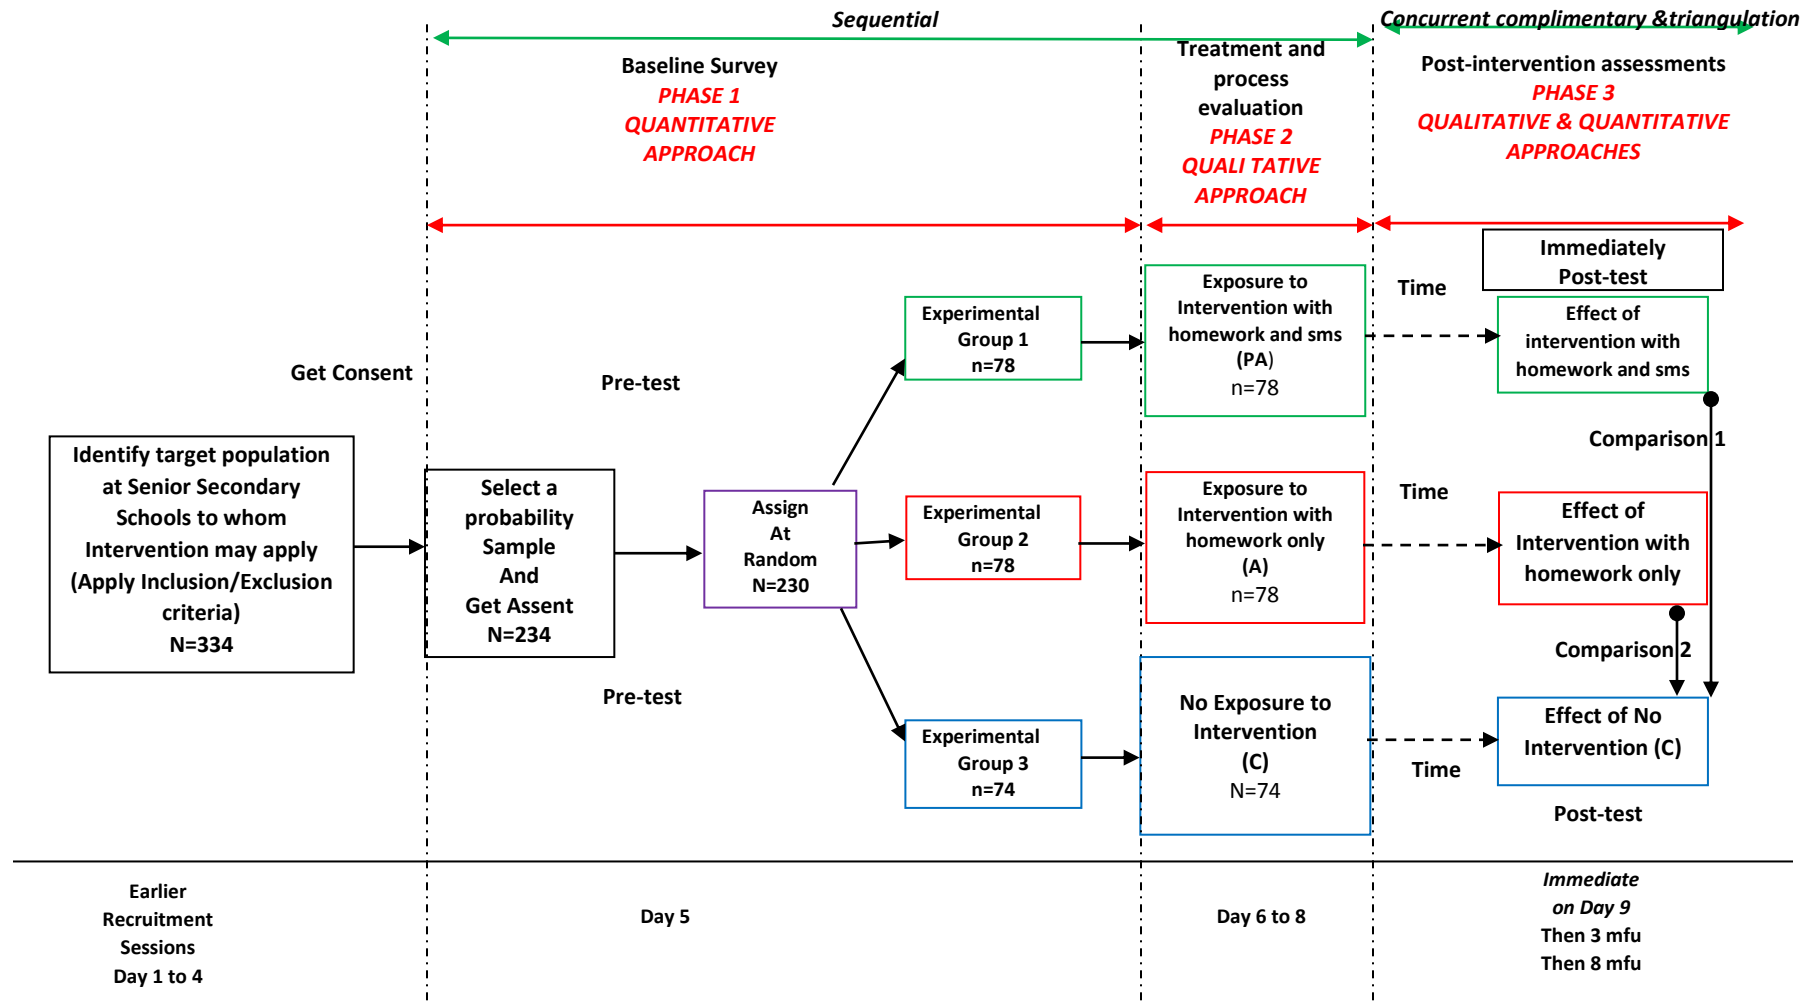 Sequential
Concurrent complimentary &triangulation
Baseline Survey
PHASE 1
QUANTITATIVE
APPROACH
Treatment and
process
evaluation
PHASE 2
QUALI TATIVE
APPROACH
Post-intervention assessments
PHASE 3
QUALITATIVE & QUANTITATIVE
APPROACHES
Immediately
Post-test
Get Consent
Pre-test
Identify target population
at Senior Secondary
Schools to whom
Intervention may apply
(Apply Inclusion/Exclusion
criteria)
N=334
Select a
probability
Sample
And
Get Assent
N=234
Pre-test
Assign
At
Random
N=230
Experimental
Group 1
n=78
Exposure to
Intervention with
homework and sms
(PA)
n=78
Time
Effect of
intervention with
homework and sms
Comparison 1
Experimental
Group 2
n=78
Exposure to
Intervention with
homework only
(A)
n=78
Time
Effect of
Intervention with
homework only
Comparison 2
Experimental
Group 3
n=74
No Exposure to
Intervention
(C)
N=74
Time
Effect of No
Intervention (C)
Post-test
Earlier
Recruitment
Sessions
Day 1 to 4
Day 5
Day 6 to 8
Immediate
on Day 9
Then 3 mfu
Then 8 mfu